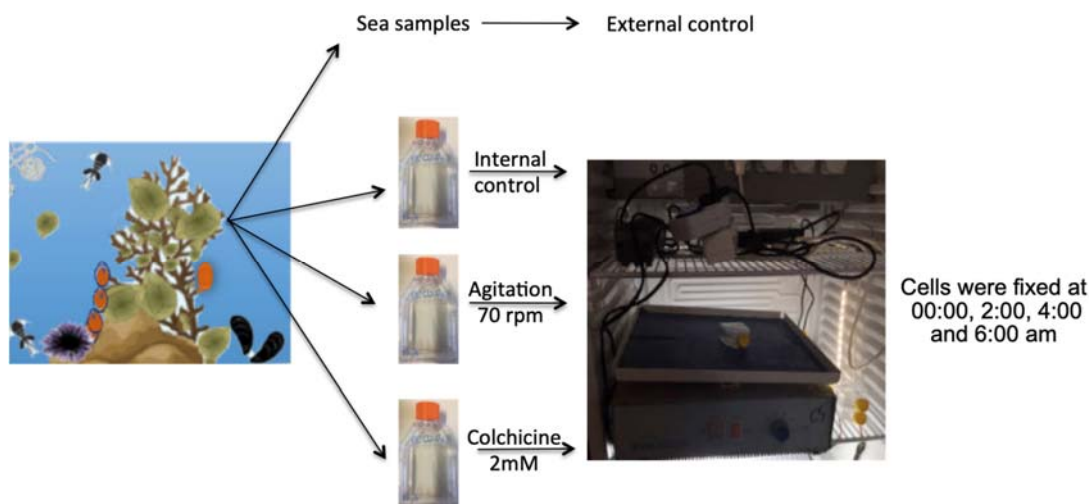 Sea samples
External control
Internal
control
Agitation
70 rpm
Colchicine
2mM
Cells were fixed at
00:00, 2:00, 4:00
and 6:00 am